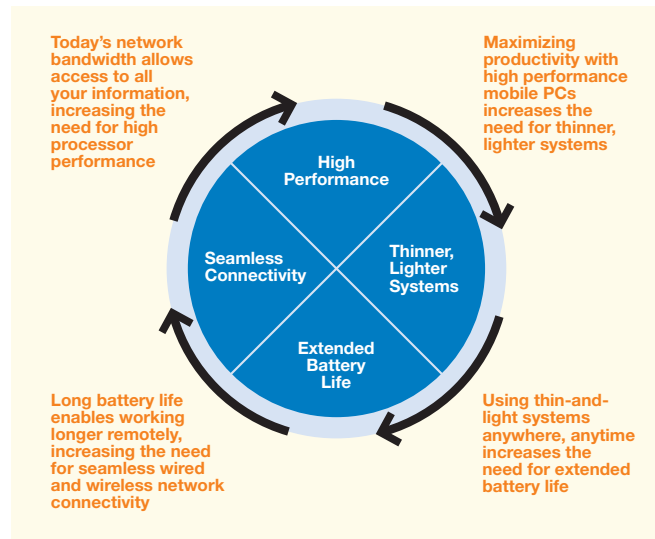 Today's network
bandwidth allows
access to all
your information,
increasing the
need for high
processor
performance
Maximizing
productivity with
high performance
mobile PCs
increases the
need for thinner,
lighter systems
High
Performance
Seamless
Connectivity
Thinner,
Lighter
Systems
Extended
Battery
Life
Long battery life
enables working
longer remotely,
increasing the need
for seamless wired
and wireless network
connectivity
Using thin-and-
light systems
anywhere, anytime
increases the
need for extended
battery life